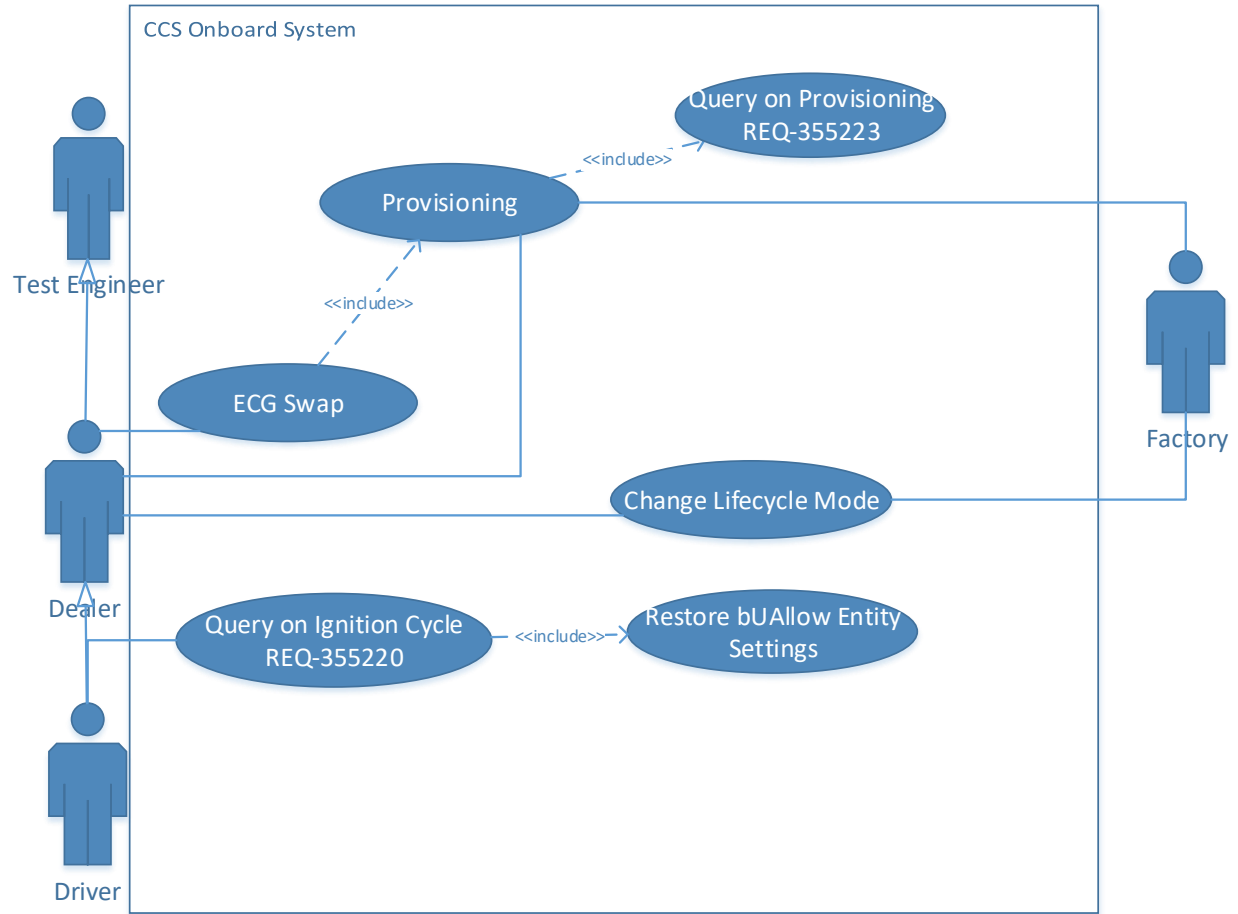 CCS Onboard System
Query on Provisioning
REQ-355223
<<include>>
Provisioning
Test Engineer
<<include>>
ECG Swap
Factory
Change Lifecycle Mode
Dealer
Query on Ignition Cycle
REQ-355220
<<include>>
Restore bUAllow Entity
Settings
Driver